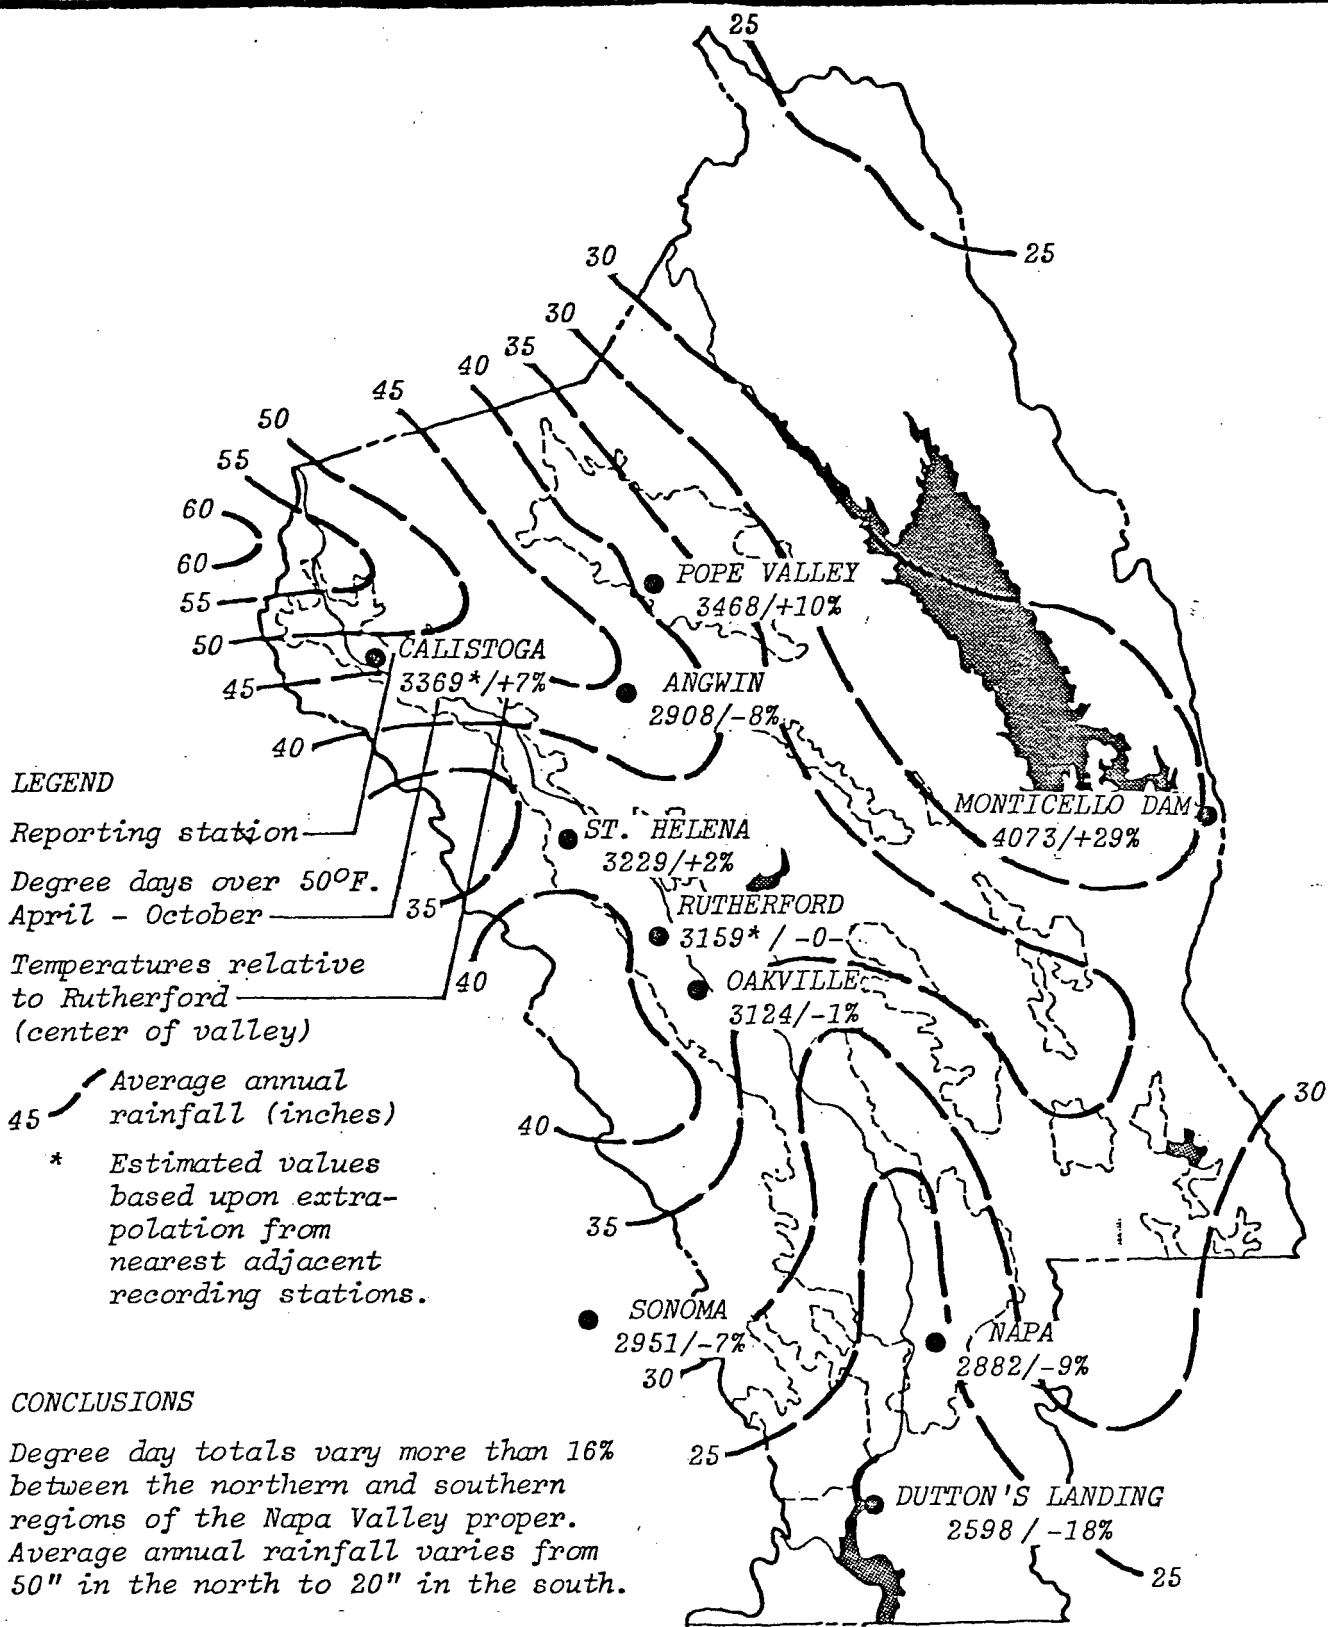 25
25
30
30
35
40
45
50
55
60
60
55
50
45
40
POPE VALLEY
3468/+10%
CALISTOGA
3369*/+7%
ANGWIN
2908/-8%
MONTICELLO DAM
4073/+29%
ST. HELENA
3229/+2%
RUTHERFORD
3159*/ -0-
OAKVILLE
3124/-1%
35
40
40
35
30
30
25
25
SONOMA
2951/-7%
NAPA
2882/-9%
DUTTON'S LANDING
2598/-18%
LEGEND
Reporting station
Degree days over 50°F.
April - October
Temperatures relative
to Rutherford
(center of valley)
45
Average annual
rainfall (inches)
* Estimated values
based upon extra-
polation from
nearest adjacent
recording stations.
CONCLUSIONS
Degree day totals vary more than 16%
between the northern and southern
regions of the Napa Valley proper.
Average annual rainfall varies from
50" in the north to 20" in the south.